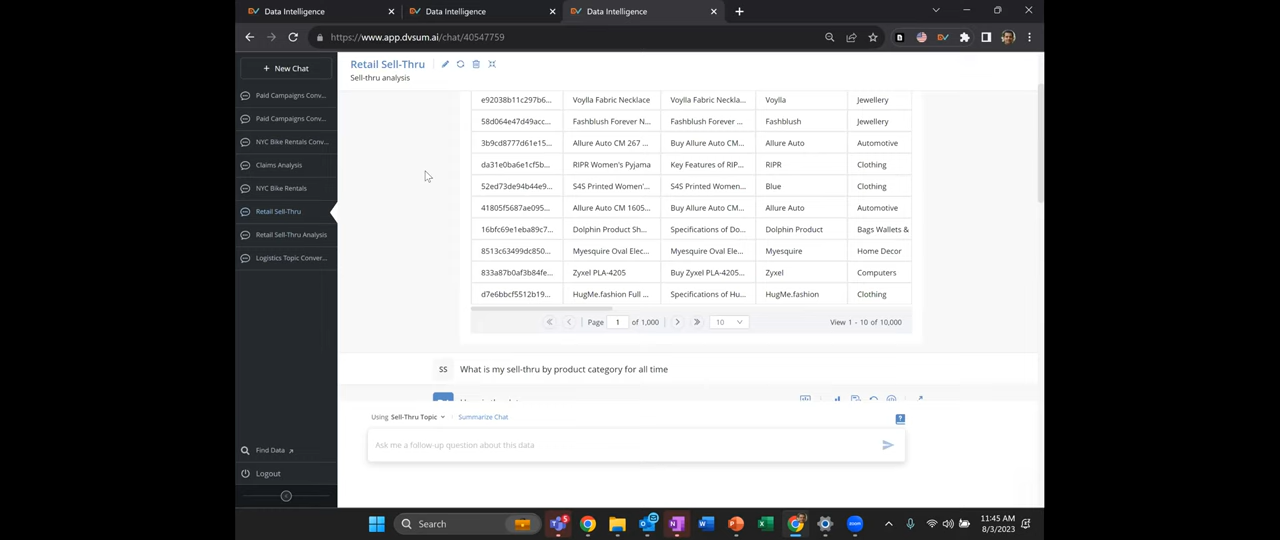 Data Intelligence
Data Intelligence
Data Intelligence
https://www.app.dvsum.ai/chat/40547759
+ New Chat
Paid Campaigns Conv...
Paid Campaigns Conv...
NYC Bike Rentals Conv...
Claims Analysis
NYC Bike Rentals
Retail Sell-Thru
Retail Sell-Thru Analysis
Logistics Topic Conver...
Find Data
Logout
Retail Sell-Thru
Sell-thru analysis
e92038b11c297b6... Voylla Fabric Necklace Voylla Fabric Neckla... Voylla Jewellery
58d064e47d49acc... Fashblush Forever N... Fashblush Forever ... Fashblush Jewellery
3b9cd8777d61e15... Allure Auto CM 267 ... Buy Allure Auto CM... Allure Auto Automotive
da31e0ba6e1cf5b... RIPR Women's Pyjama Key Features of RIP... RIPR Clothing
52ed73de94b44e9... S4S Printed Women'... S4S Printed Women... Blue Clothing
41805f5687ae095... Allure Auto CM 1605... Buy Allure Auto CM... Allure Auto Automotive
16bfc69e1eba89c7... Dolphin Product Sh... Specifications of Do... Dolphin Product Bags Wallets &
8513c63499dc850... Myesquire Oval Elec... Myesquire Oval Ele... Myesquire Home Decor
833a87b0af3b84fe... Zyxel PLA-4205 Buy Zyxel PLA-4205... Zyxel Computers
d7e6bbcf5512b19... HugMe.fashion Full ... Specifications of Hu... HugMe.fashion Clothing
Page 1 of 1,000 10 View 1 - 10 of 10,000
SS What is my sell-thru by product category for all time
Using Sell-Thru Topic Summarize Chat
Ask me a follow-up question about this data
Search
11:45 AM
8/3/2023